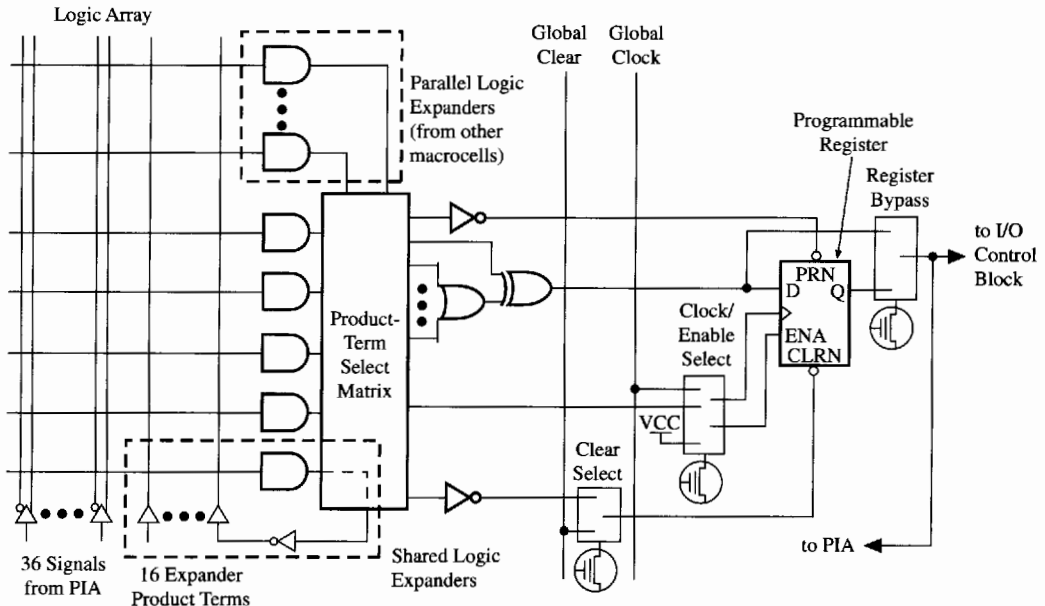 Logic Array
Global
Clear
Global
Clock
Parallel Logic
Expanders
(from other
macrocells)
Programmable
Register
Register
Bypass
to I/O
Control
Block
PRN
D
Q
ENA
CLRN
Product-
Term
Select
Matrix
Clock/
Enable
Select
VCC
Clear
Select
to PIA
36 Signals
from PIA
16 Expander
Product Terms
Shared Logic
Expanders